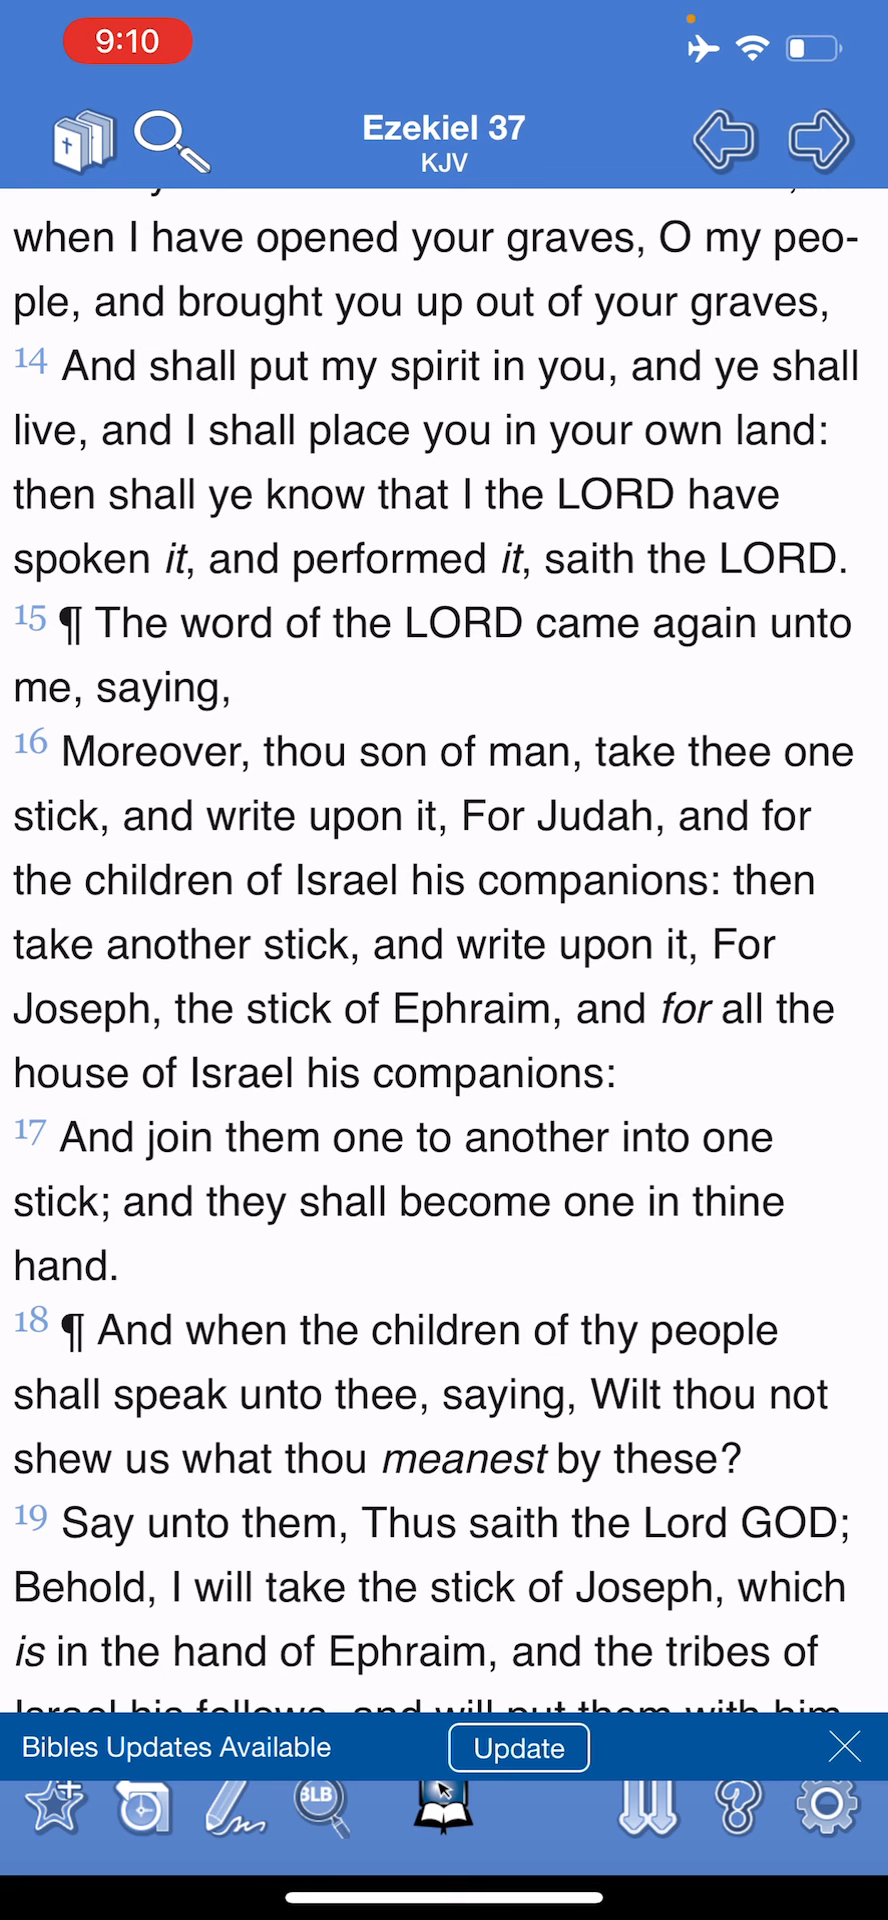 9:10
Ezekiel 37
KJV
when I have opened your graves, O my peo-
ple, and brought you up out of your graves,
14 And shall put my spirit in you, and ye shall
live, and I shall place you in your own land:
then shall ye know that I the LORD have
spoken it, and performed it, saith the LORD.
15 ¶ The word of the LORD came again unto
me, saying,
16 Moreover, thou son of man, take thee one
stick, and write upon it, For Judah, and for
the children of Israel his companions: then
take another stick, and write upon it, For
Joseph, the stick of Ephraim, and for all the
house of Israel his companions:
17 And join them one to another into one
stick; and they shall become one in thine
hand.
18 ¶ And when the children of thy people
shall speak unto thee, saying, Wilt thou not
shew us what thou meanest by these?
19 Say unto them, Thus saith the Lord GOD;
Behold, I will take the stick of Joseph, which
is in the hand of Ephraim, and the tribes of
Israel his fellows, and will put them with him
Bibles Updates Available
Update
BLB